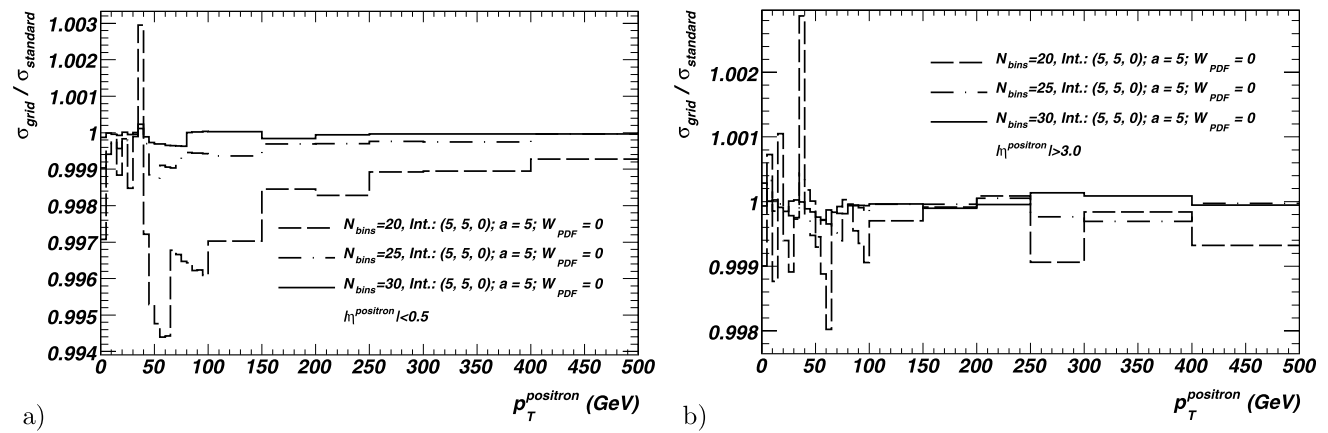 σgrid / σstandard
1.003
1.002
1.001
1
0.999
0.998
0.997
0.996
0.995
0.994
Nbins=20, Int.: (5, 5, 0); a = 5; WPDF = 0
Nbins=25, Int.: (5, 5, 0); a = 5; WPDF = 0
Nbins=30, Int.: (5, 5, 0); a = 5; WPDF = 0
|ηpositron|<0.5
0 50 100 150 200 250 300 350 400 450 500
pTpositron (GeV)
a)
σgrid / σstandard
1.002
1.001
1
0.999
0.998
Nbins=20, Int.: (5, 5, 0); a = 5; WPDF = 0
Nbins=25, Int.: (5, 5, 0); a = 5; WPDF = 0
Nbins=30, Int.: (5, 5, 0); a = 5; WPDF = 0
|ηpositron|>3.0
0 50 100 150 200 250 300 350 400 450 500
pTpositron (GeV)
b)